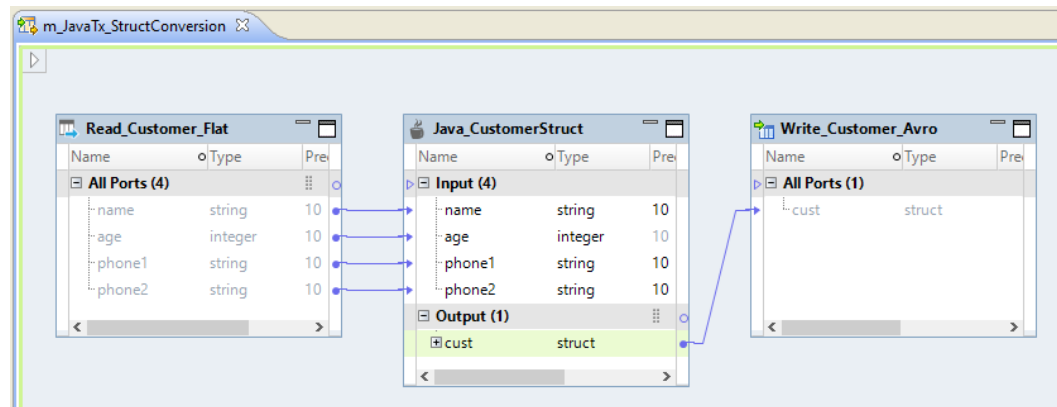 m_JavaTx_StructConversion
Read_Customer_Flat
Name Type Pre
All Ports (4)
name string 10
age integer 10
phone1 string 10
phone2 string 10
Java_CustomerStruct
Name Type Pre
Input (4)
name string 10
age integer 10
phone1 string 10
phone2 string 10
Output (1)
cust struct
Write_Customer_Avro
Name Type Pre
All Ports (1)
cust struct